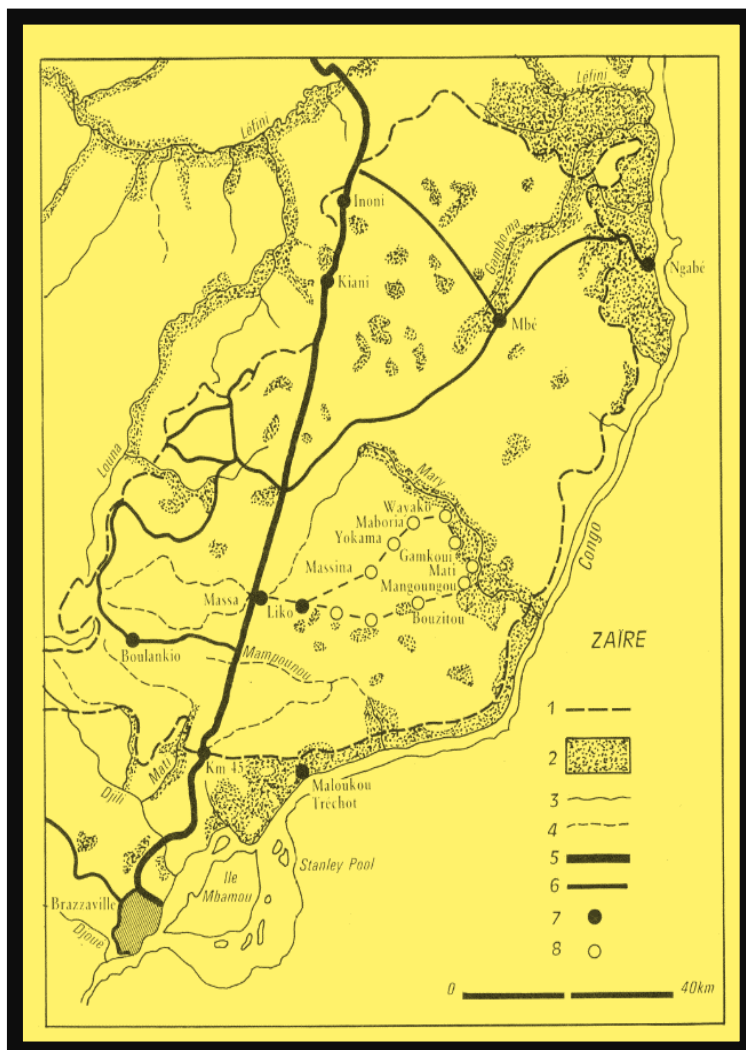 Léfini
Léfini
Inoni
Gamboma
Ngabé
Kiani
Mbé
Louna
Mary
Wayako
Maboria
Yokama
Congo
Gamkoui
Massina
Mati
Mangoungou
Massa
Liko
Bouzitou
ZAÏRE
Boulankio
Mampounou
1
2
Mati
Km 45
Maloukou
Tréchot
Djili
3
4
Stanley Pool
5
Ile
Mbamou
6
Brazzaville
7
Djoué
8
0
40km